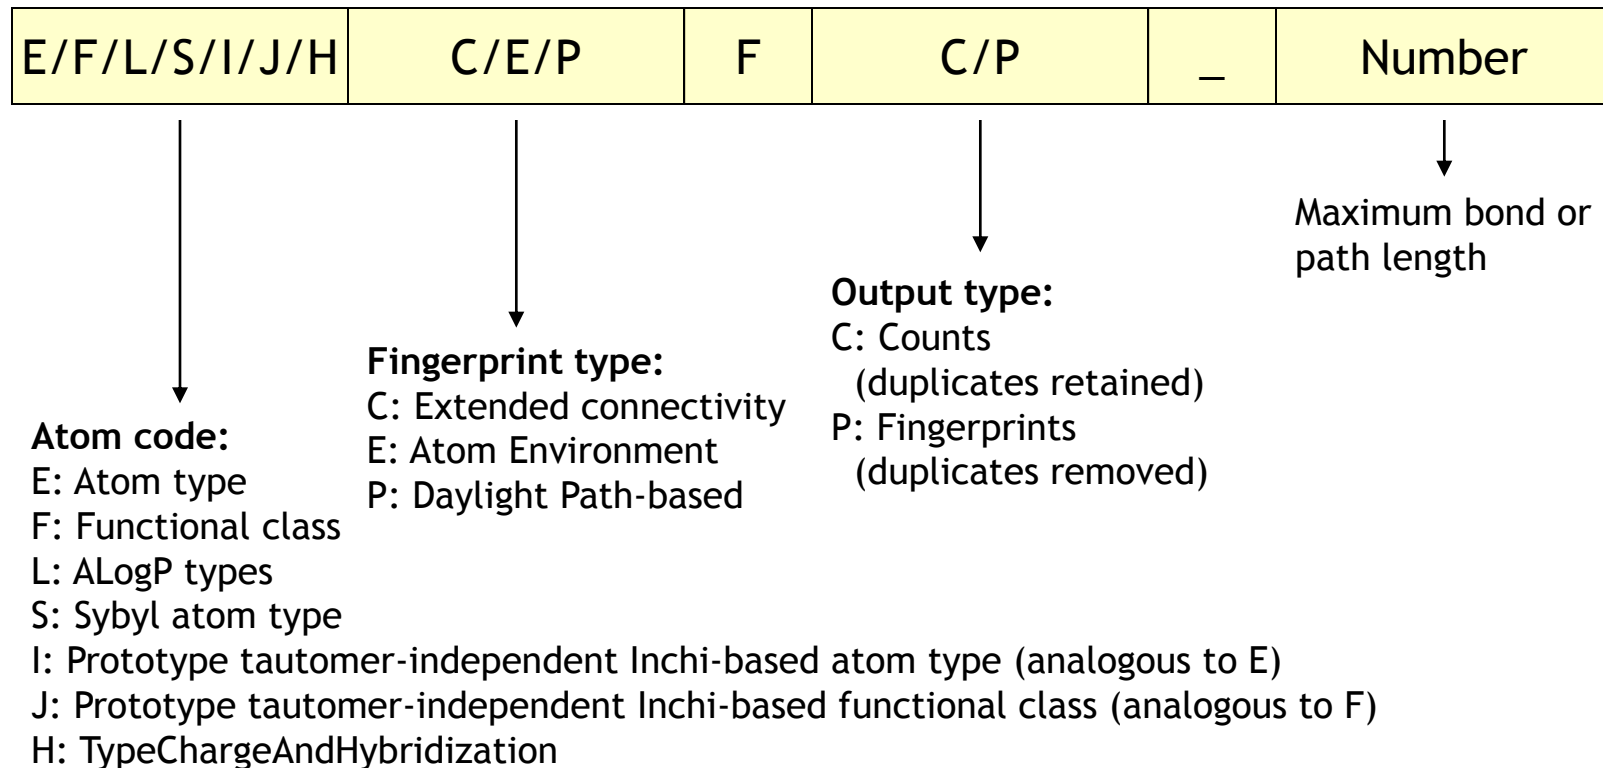 E/F/L/S/I/J/H C/E/P F C/P _ Number
Maximum bond or
path length
Output type:
C: Counts
(duplicates retained)
P: Fingerprints
(duplicates removed)
Fingerprint type:
C: Extended connectivity
E: Atom Environment
P: Daylight Path-based
Atom code:
E: Atom type
F: Functional class
L: ALogP types
S: Sybyl atom type
I: Prototype tautomer-independent Inchi-based atom type (analogous to E)
J: Prototype tautomer-independent Inchi-based functional class (analogous to F)
H: TypeChargeAndHybridization